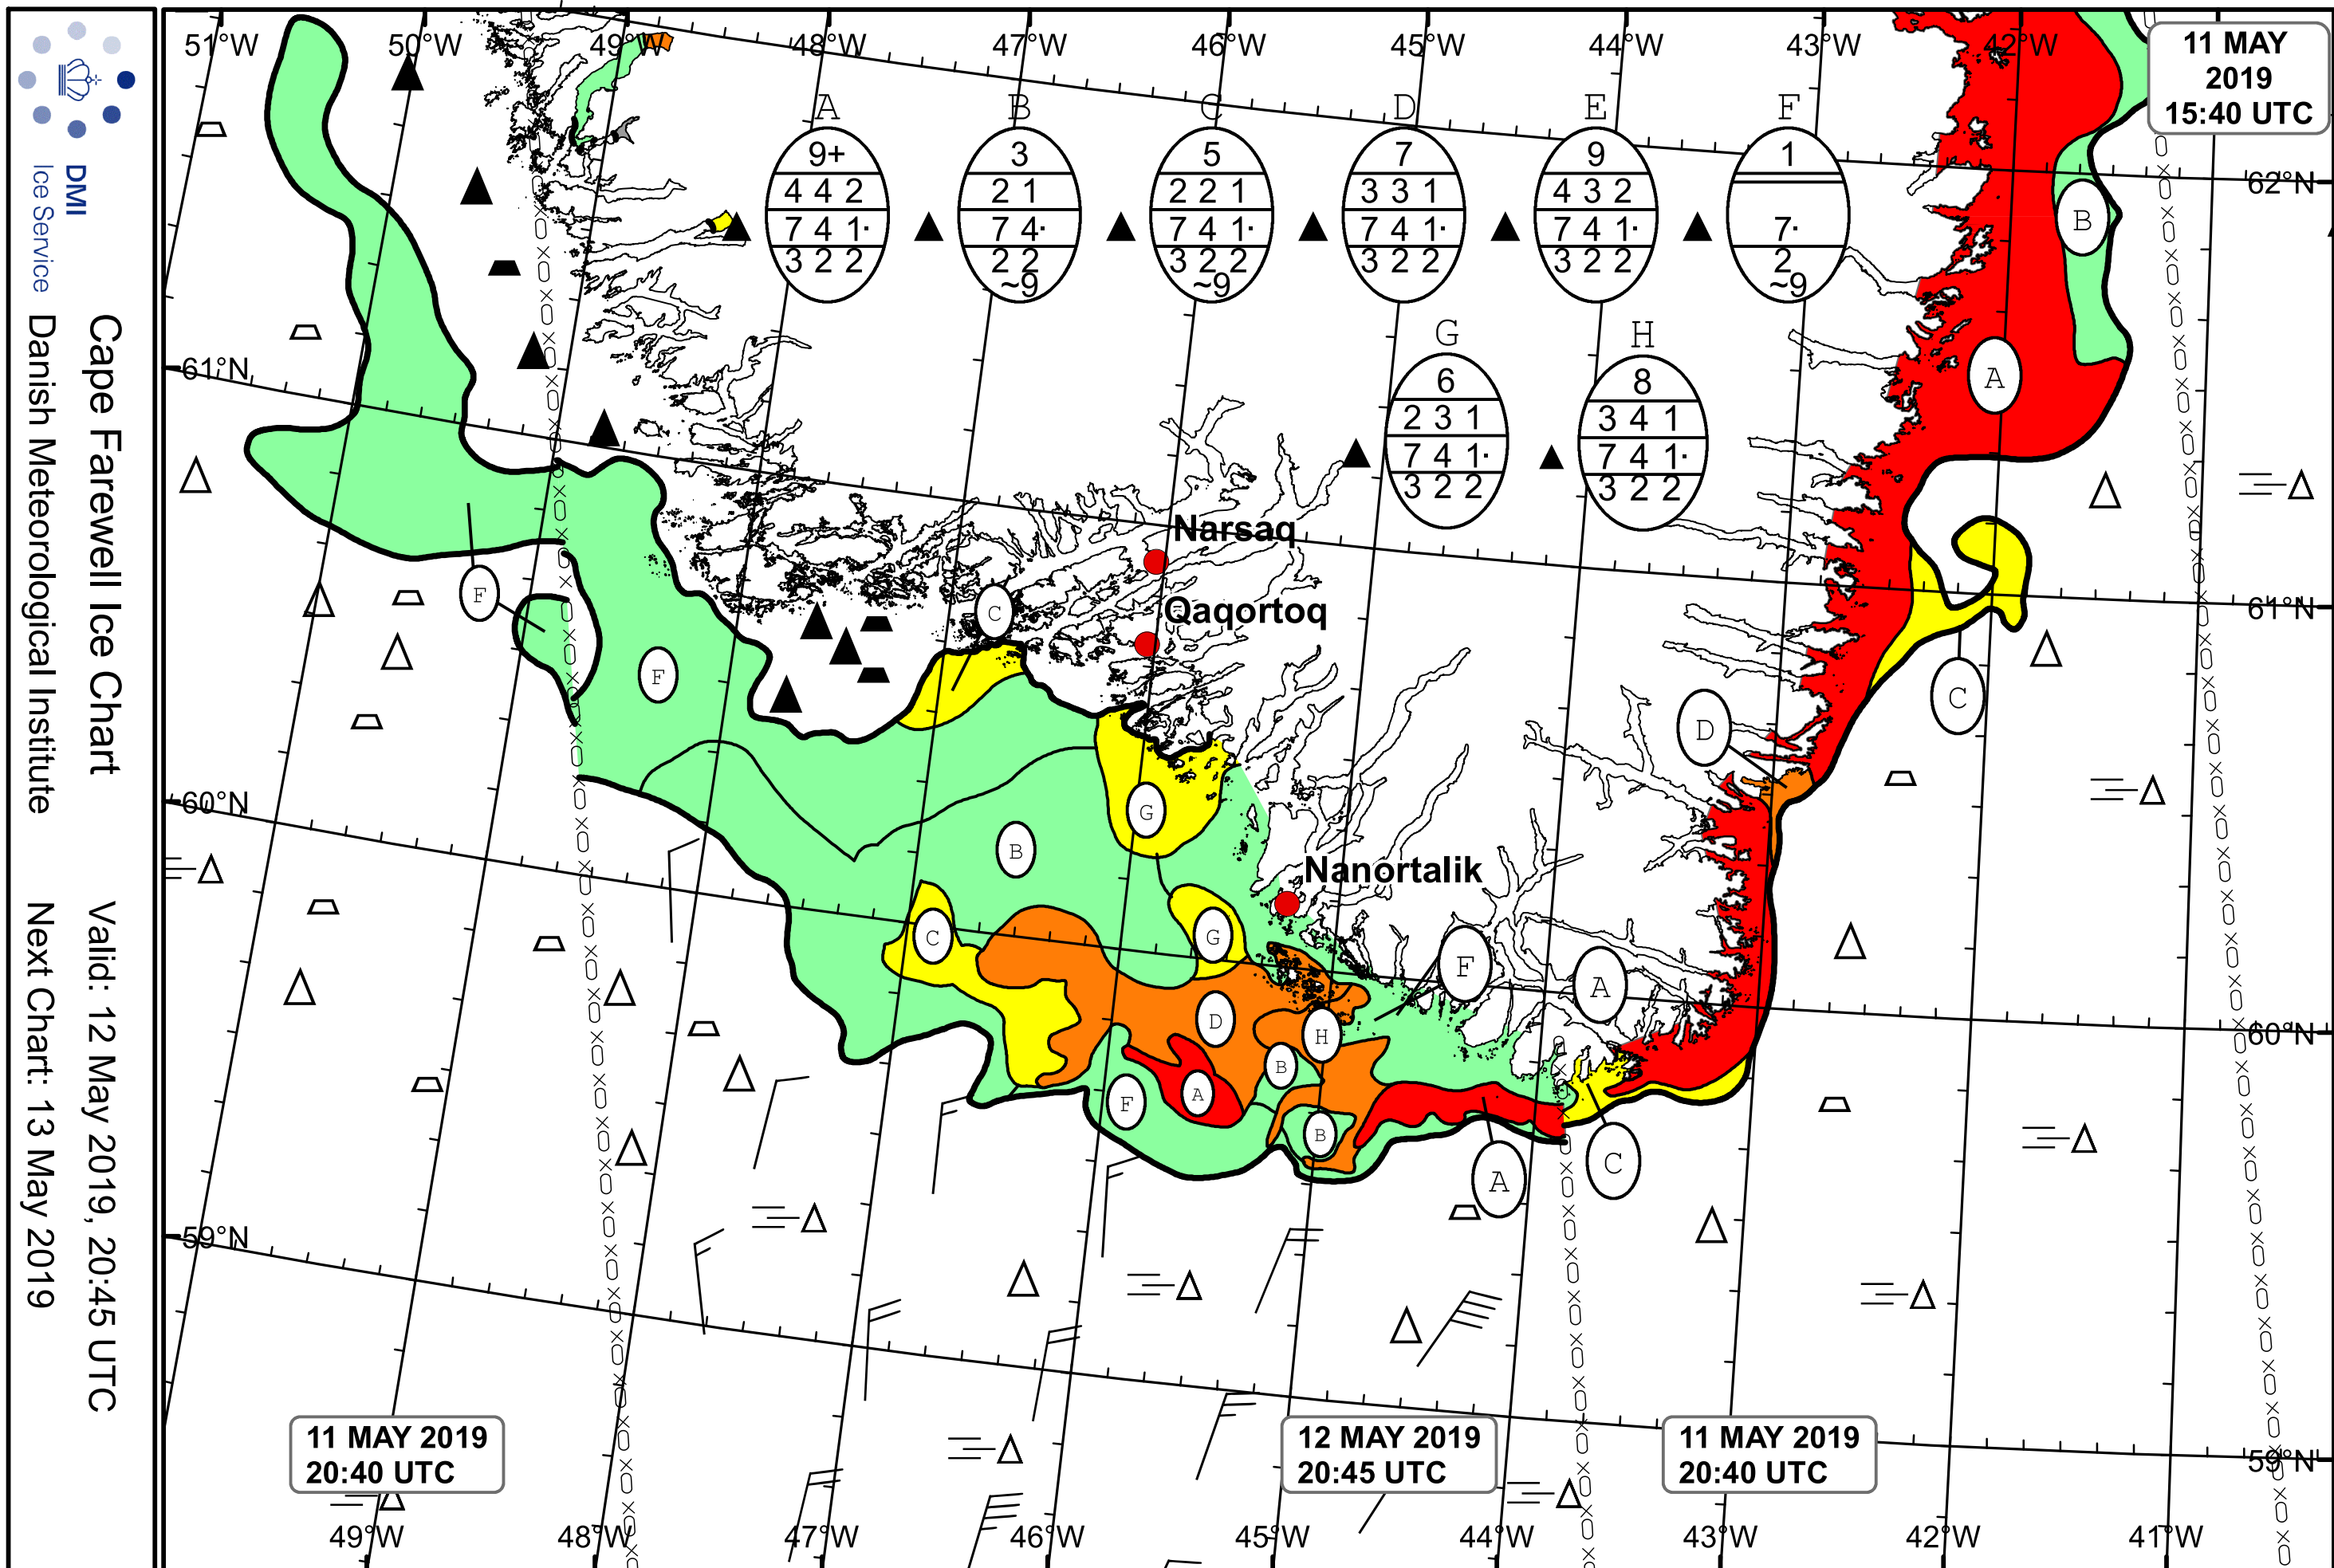 DMI
Ice Service
Cape Farewell Ice Chart
Danish Meteorological Institute
Valid: 12 May 2019, 20:45 UTC
Next Chart: 13 May 2019
51°W
50°W
49°W
48°W
47°W
46°W
45°W
44°W
43°W
42°W
11 MAY
2019
15:40 UTC
A
9+
4 4 2
7 4 1·
3 2 2
B
3
2 1
7 4·
2 2
~9
C
5
2 2 1
7 4 1·
3 2 2
~9
D
7
3 3 1
7 4 1·
3 2 2
E
9
4 3 2
7 4 1·
3 2 2
F
1
7·
2
~9
G
6
2 3 1
7 4 1·
3 2 2
H
8
3 4 1
7 4 1·
3 2 2
62°N
B
A
61°N
Narsaq
F
C
Qaqortoq
61°N
F
C
D
60°N
G
B
Nanortalik
C
G
F
A
D
H
60°N
B
A
F
B
A
C
59°N
11 MAY 2019
20:40 UTC
12 MAY 2019
20:45 UTC
11 MAY 2019
20:40 UTC
59°N
49°W
48°W
47°W
46°W
45°W
44°W
43°W
42°W
41°W